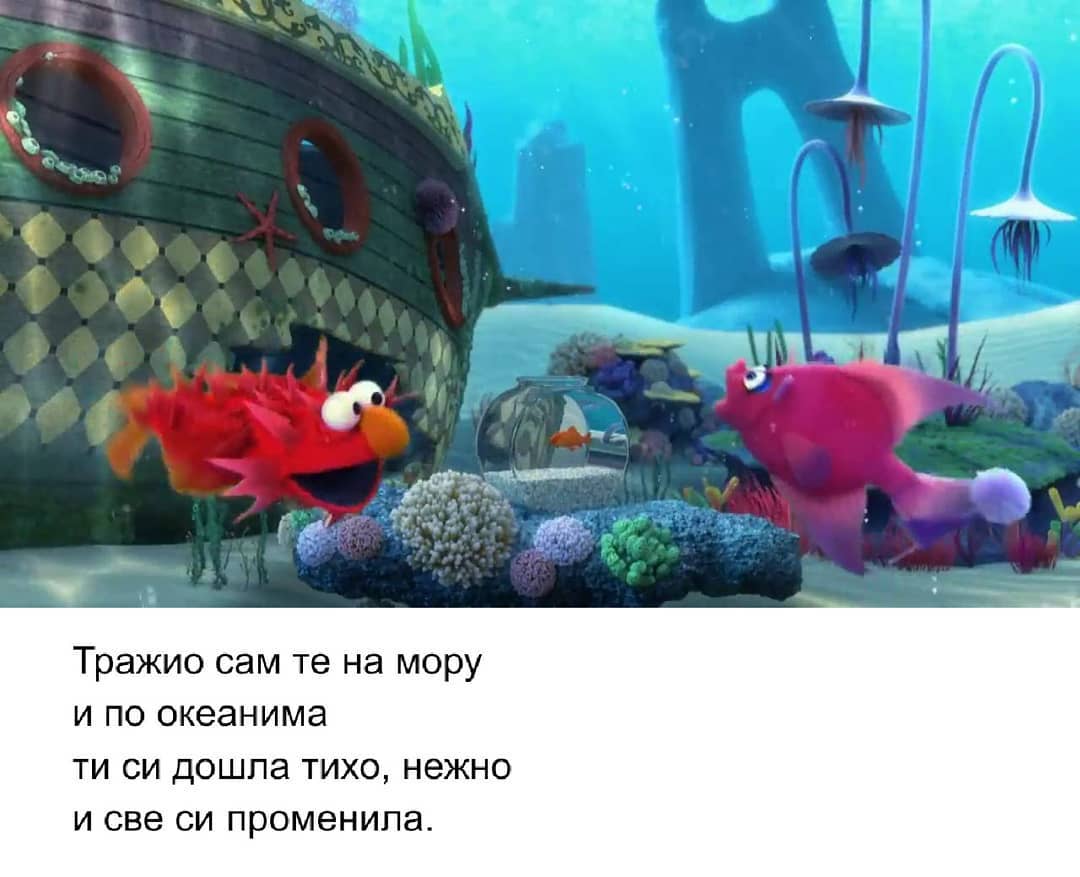 Тражио сам те на мору
и по океанима
ти си дошла тихо, нежно
и све си променила.